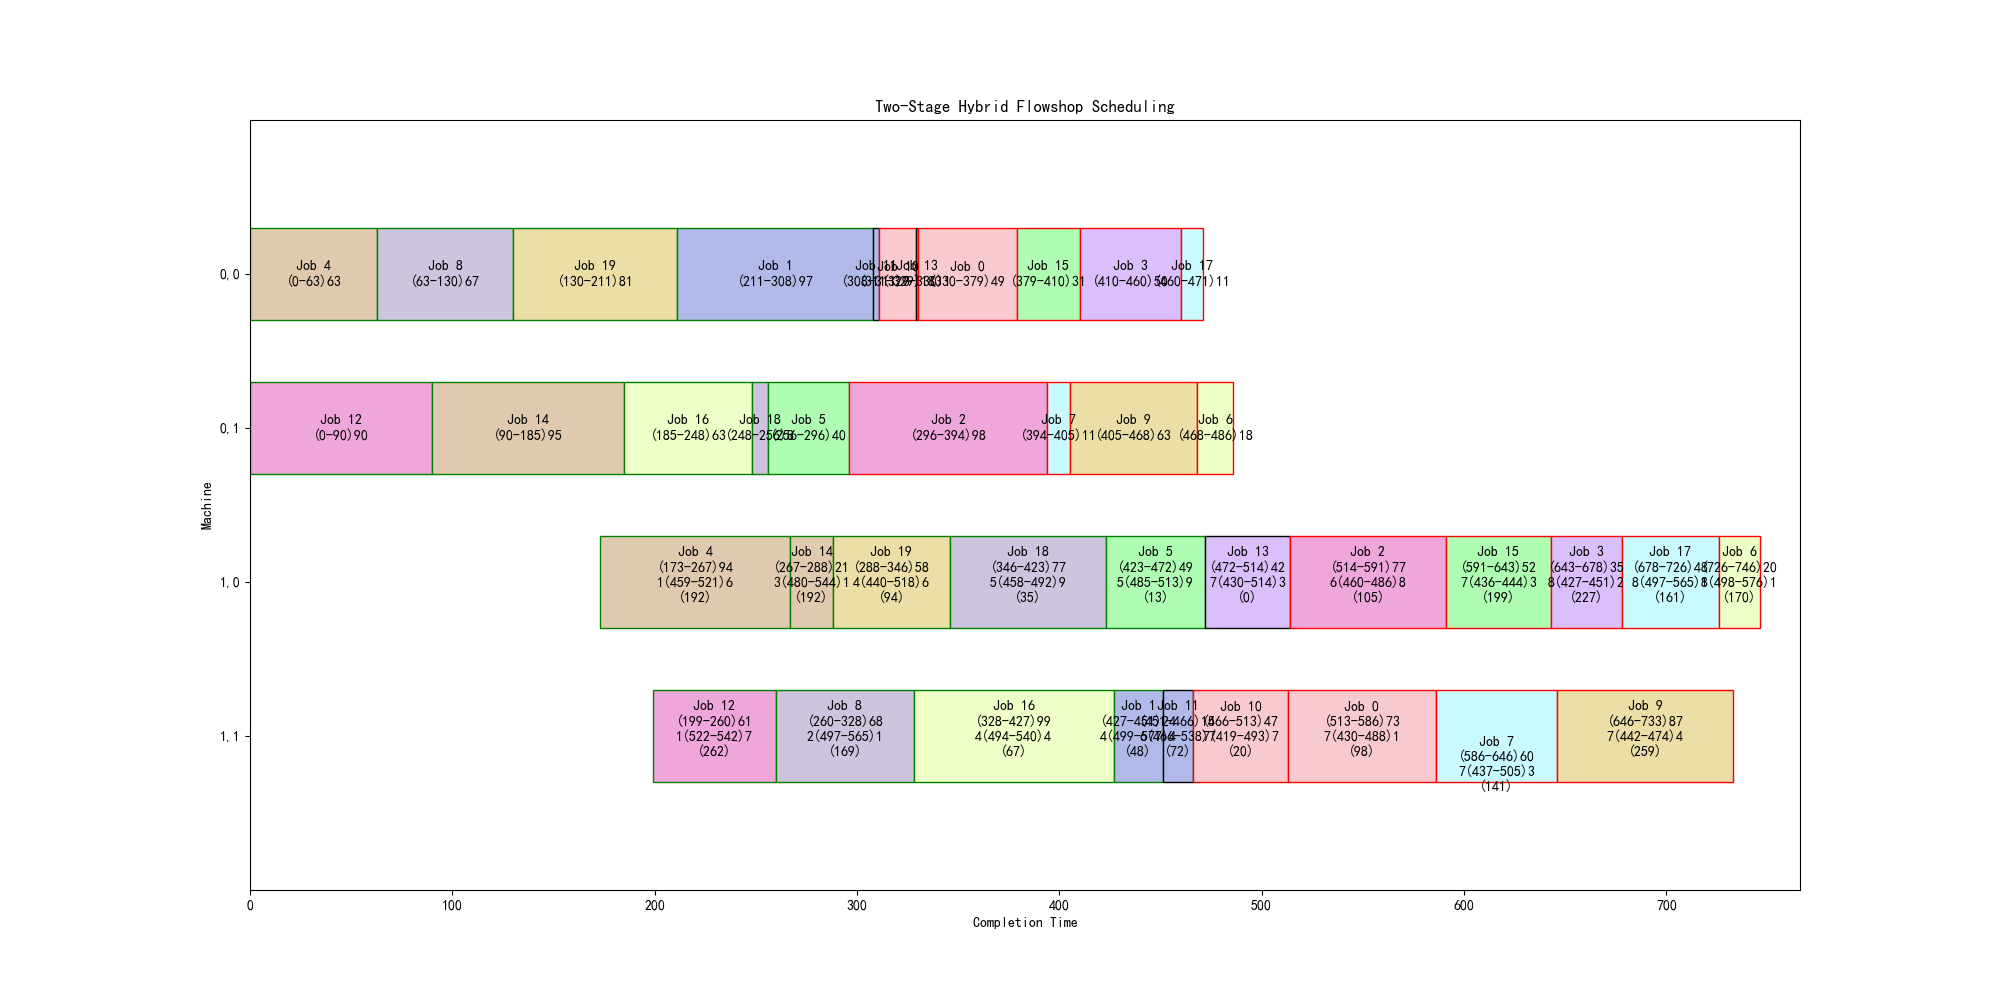 Two-Stage Hybrid Flowshop Scheduling
Machine
0,0
Job 4
(0-63)63
Job 8
(63-130)67
Job 19
(130-211)81
Job 1
(211-308)97
Job 13
Job 0
(330-379)49
Job 15
(379-410)31
Job 3
(410-460)50
Job 17
(460-471)11
0,1
Job 12
(0-90)90
Job 14
(90-185)95
Job 16
(185-248)63
Job 18
(248-256)8
Job 5
(256-296)40
Job 2
(296-394)98
Job 7
(394-405)11
Job 9
(405-468)63
Job 6
(468-486)18
1,0
Job 4
(173-267)94
1(459-521)6
(192)
Job 14
(267-288)21
3(480-544)1
(192)
Job 19
(288-346)58
4(440-518)6
(94)
Job 18
(346-423)77
5(458-492)9
(35)
Job 5
(423-472)49
5(485-513)9
(13)
Job 13
(472-514)42
7(430-514)3
(0)
Job 2
(514-591)77
6(460-486)8
(105)
Job 15
(591-643)52
7(436-444)3
(199)
Job 3
(643-678)35
8(427-451)2
(227)
Job 17
(678-726)48
8(497-565)1
(161)
Job 6
(726-746)20
(498-576)1
(170)
1,1
Job 12
(199-260)61
1(522-542)7
(262)
Job 8
(260-328)68
2(497-565)1
(169)
Job 16
(328-427)99
4(494-540)4
(67)
Job 1
(427-451)24
(48)
Job 11
(72)
Job 10
(466-513)47
7(419-493)7
(20)
Job 0
(513-586)73
7(430-488)1
(98)
Job 7
(586-646)60
7(437-505)3
(141)
Job 9
(646-733)87
7(442-474)4
(259)
0 100 200 300 400 500 600 700
Completion Time